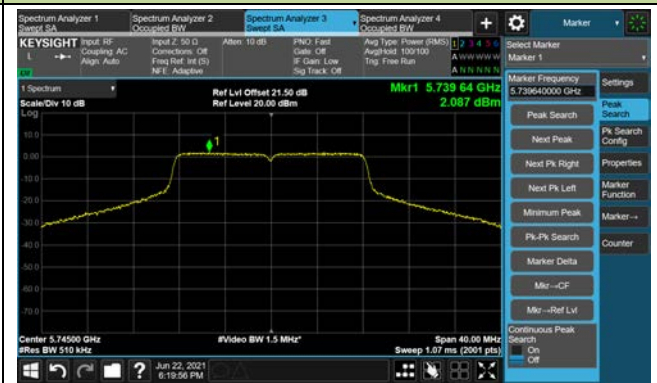 Spectrum Analyzer 1
Swept SA
Spectrum Analyzer 2
Occupied BW
Spectrum Analyzer 3
Swept SA
Spectrum Analyzer 4
Occupied BW
+
Marker
KEYSIGHT
L
Input: RF
Coupling: AC
Align: Auto
Input Z: 50 Ω
Corrections: Off
Freq Ref: Int (S)
NFE: Adaptive
Atten: 10 dB
PNO: Fast
Gate: Off
IF Gain: Low
Sig Track: Off
Avg Type: Power (RMS)
Avg|Hold: 100/100
Trig: Free Run
1 2 3 4 5 6
A W W W W W
A N N N N N
Select Marker
Marker 1
1 Spectrum
Scale/Div 10 dB
Log
Ref Lvl Offset 21.50 dB
Ref Level 20.00 dBm
Mkr1 5.739 64 GHz
2.087 dBm
1
10.0
0.00
-10.0
-20.0
-30.0
-40.0
-50.0
-60.0
-70.0
Center 5.74500 GHz
#Res BW 510 kHz
#Video BW 1.5 MHz*
Span 40.00 MHz
Sweep 1.07 ms (2001 pts)
Marker Frequency
5.739640000 GHz
Peak Search
Next Peak
Next Pk Right
Next Pk Left
Minimum Peak
Pk-Pk Search
Marker Delta
Mkr→CF
Mkr→Ref Lvl
Continuous Peak
Search
On
Off
Settings
Peak
Search
Pk Search
Config
Properties
Marker
Function
Marker→
Counter
?
Jun 22, 2021
6:19:56 PM